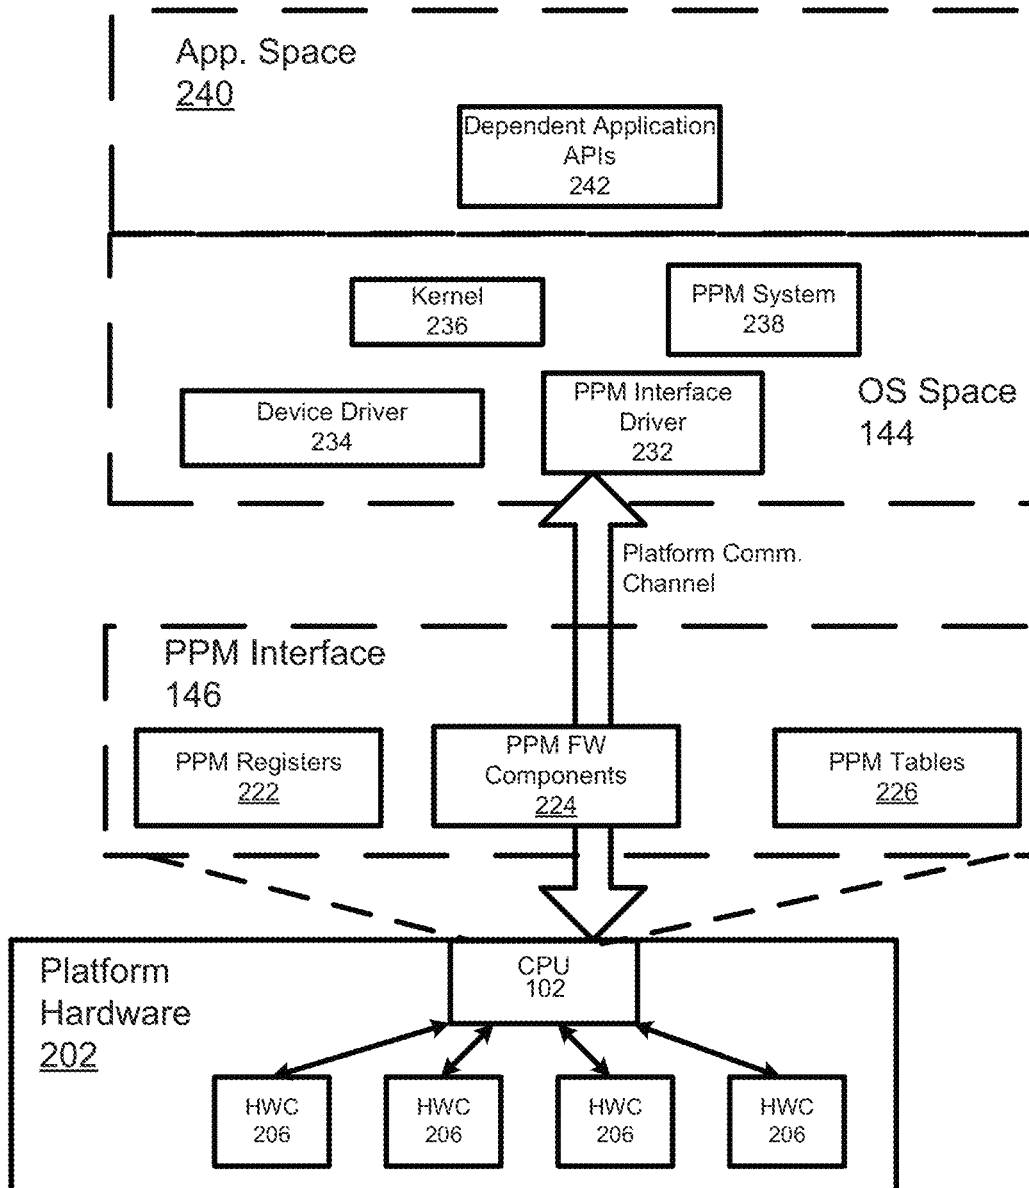 App. Space
240
Dependent Application
APIs
242
Kernel
236
PPM System
238
Device Driver
234
PPM Interface
Driver
232
OS Space
144
Platform Comm.
Channel
PPM Interface
146
PPM Registers
222
PPM FW
Components
224
PPM Tables
226
Platform
Hardware
202
CPU
102
HWC
206
HWC
206
HWC
206
HWC
206